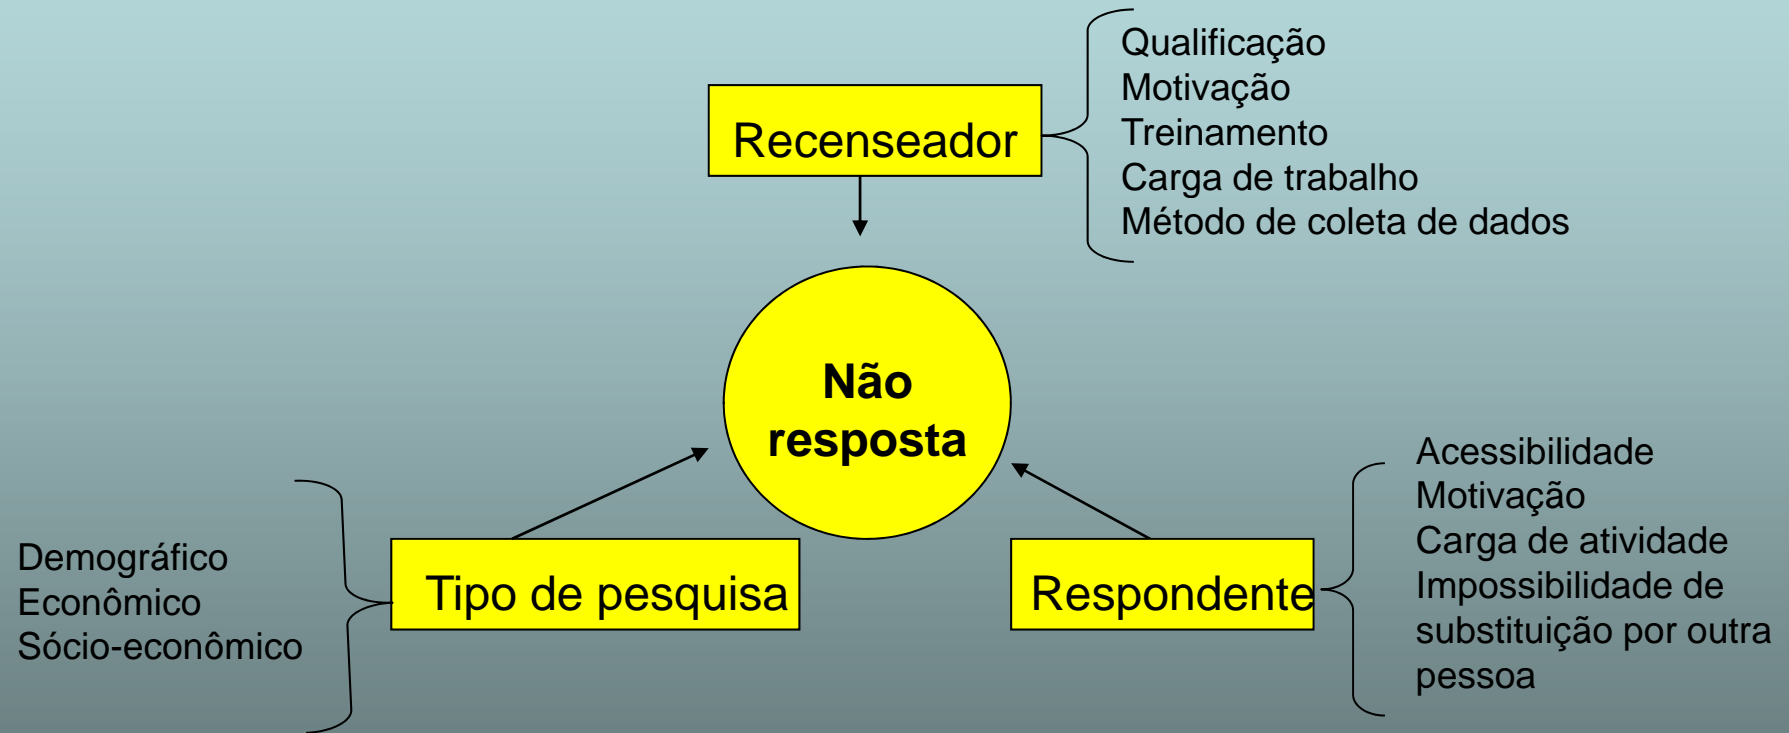 Qualificação
Motivação
Treinamento
Carga de trabalho
Método de coleta de dados
Recenseador
Não
resposta
Demográfico
Econômico
Sócio-econômico
Tipo de pesquisa
Respondente
Acessibilidade
Motivação
Carga de atividade
Impossibilidade de
substituição por outra
pessoa